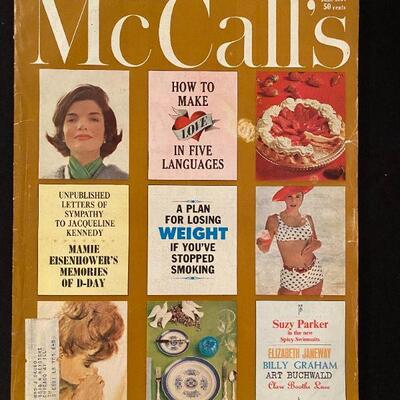 McCall's
50 cents
HOW TO
MAKE
LOVE
IN FIVE
LANGUAGES
UNPUBLISHED
LETTERS OF
SYMPATHY
TO JACQUELINE
KENNEDY
MAMIE
EISENHOWER'S
MEMORIES
OF D-DAY
A PLAN
FOR LOSING
WEIGHT
IF YOU'VE
STOPPED
SMOKING
Suzy Parker
in the new
Spicy Swimsuits
ELIZABETH JANEWAY
BILLY GRAHAM
ART BUCHWALD
Clare Boothe Luce